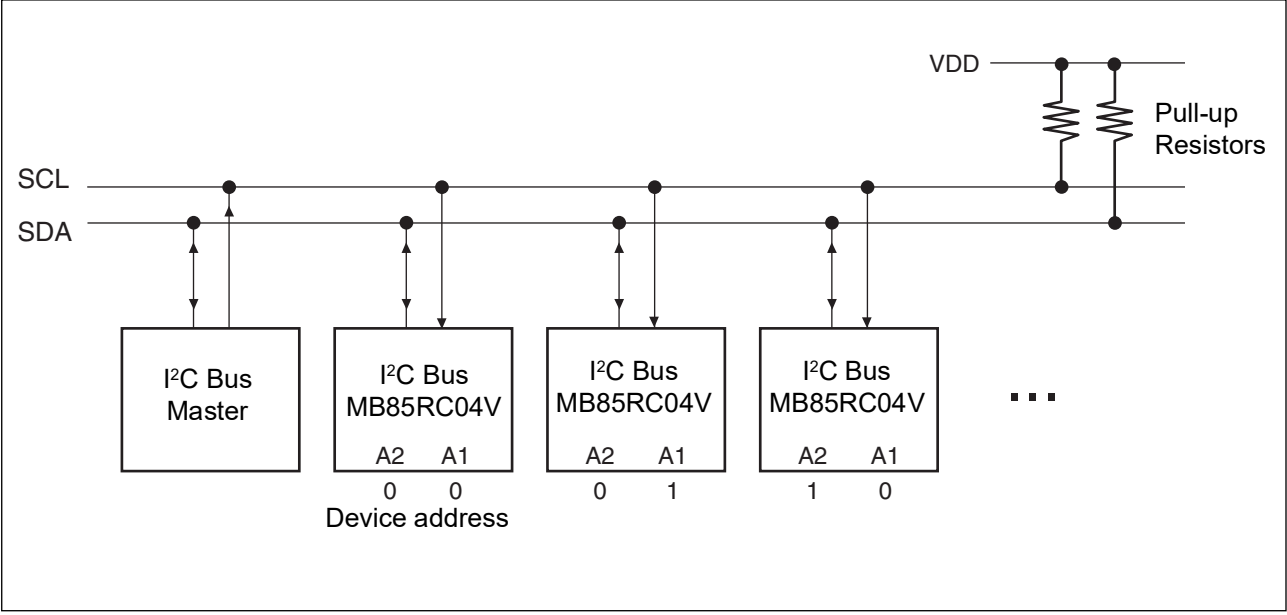 VDD
Pull-up
Resistors
SCL
SDA
I²C Bus
Master
I²C Bus
MB85RC04V
A2 A1
0 0
Device address
I²C Bus
MB85RC04V
A2 A1
0 1
I²C Bus
MB85RC04V
A2 A1
1 0
...